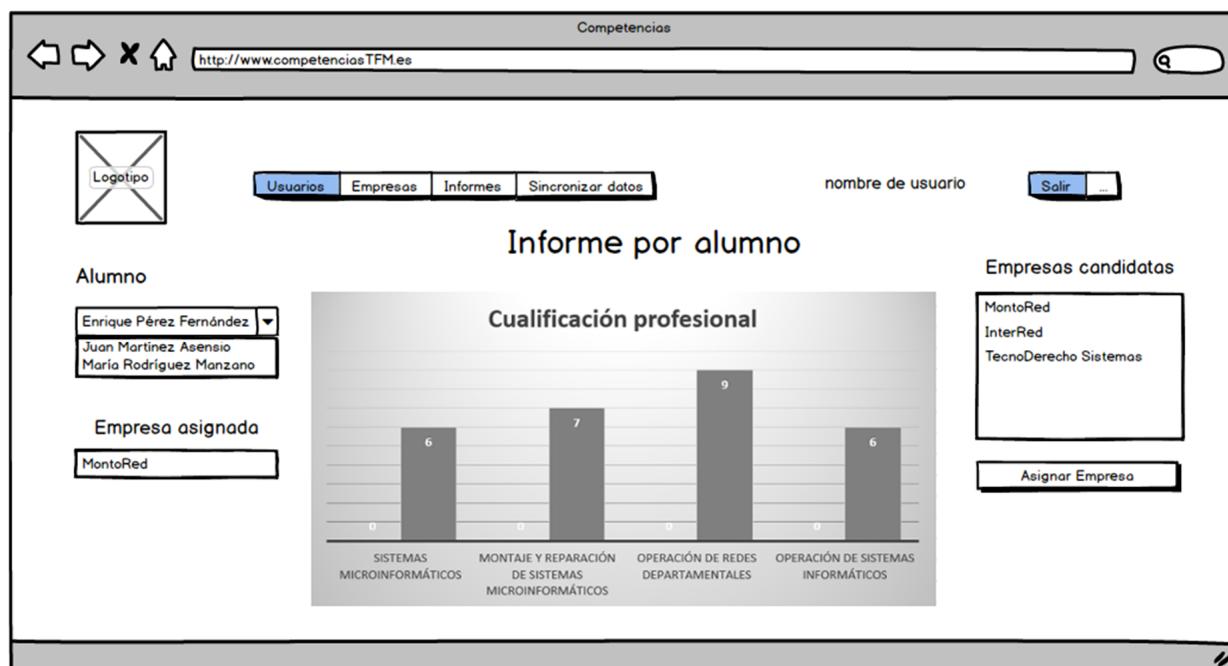 Competencias
http://www.competenciasTFM.es
Logotipo
Usuarios Empresas Informes Sincronizar datos
nombre de usuario
Salir ...
Informe por alumno
Alumno
Enrique Pérez Fernández
Juan Martinez Asensio
María Rodríguez Manzano
Empresa asignada
MontoRed
Cualificación profesional
0 6 0 7 0 9 0 6
SISTEMAS
MICROINFORMÁTICOS
MONTAJE Y REPARACIÓN
DE SISTEMAS
MICROINFORMÁTICOS
OPERACIÓN DE REDES
DEPARTAMENTALES
OPERACIÓN DE SISTEMAS
INFORMÁTICOS
Empresas candidatas
MontoRed
InterRed
TecnoDerecho Sistemas
Asignar Empresa